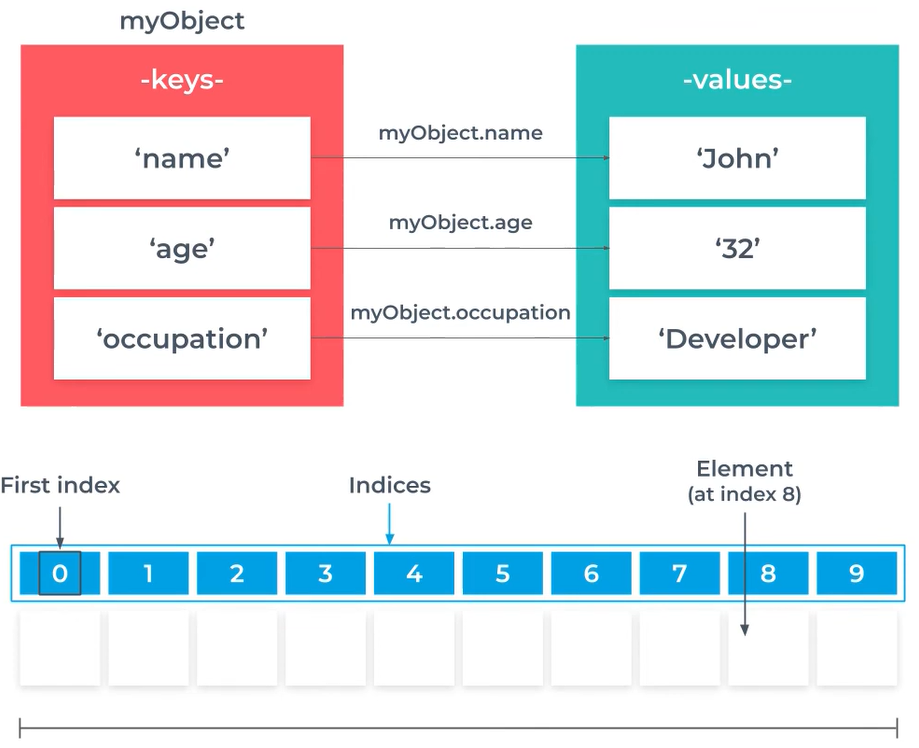 myObject
-keys-
-values-
‘name’
myObject.name
‘John’
‘age’
myObject.age
‘32’
‘occupation’
myObject.occupation
‘Developer’
First index
Indices
Element
(at index 8)
0 1 2 3 4 5 6 7 8 9